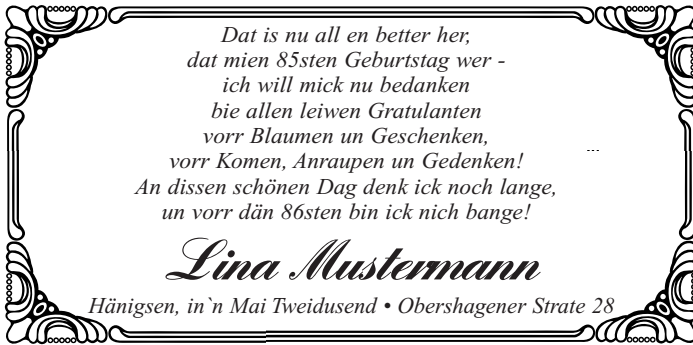 Dat is nu all en better her,
dat mien 85sten Geburtstag wer -
ich will mick nu bedanken
bie allen leiwen Gratulanten
vorr Blaumen un Geschenken,
vorr Komen, Anraupen un Gedenken!
An dissen schönen Dag denk ick noch lange,
un vorr dän 86sten bin ick nich bange!
Lina Mustermann
Hänigsen, in`n Mai Tweidusend • Obershagener Strate 28